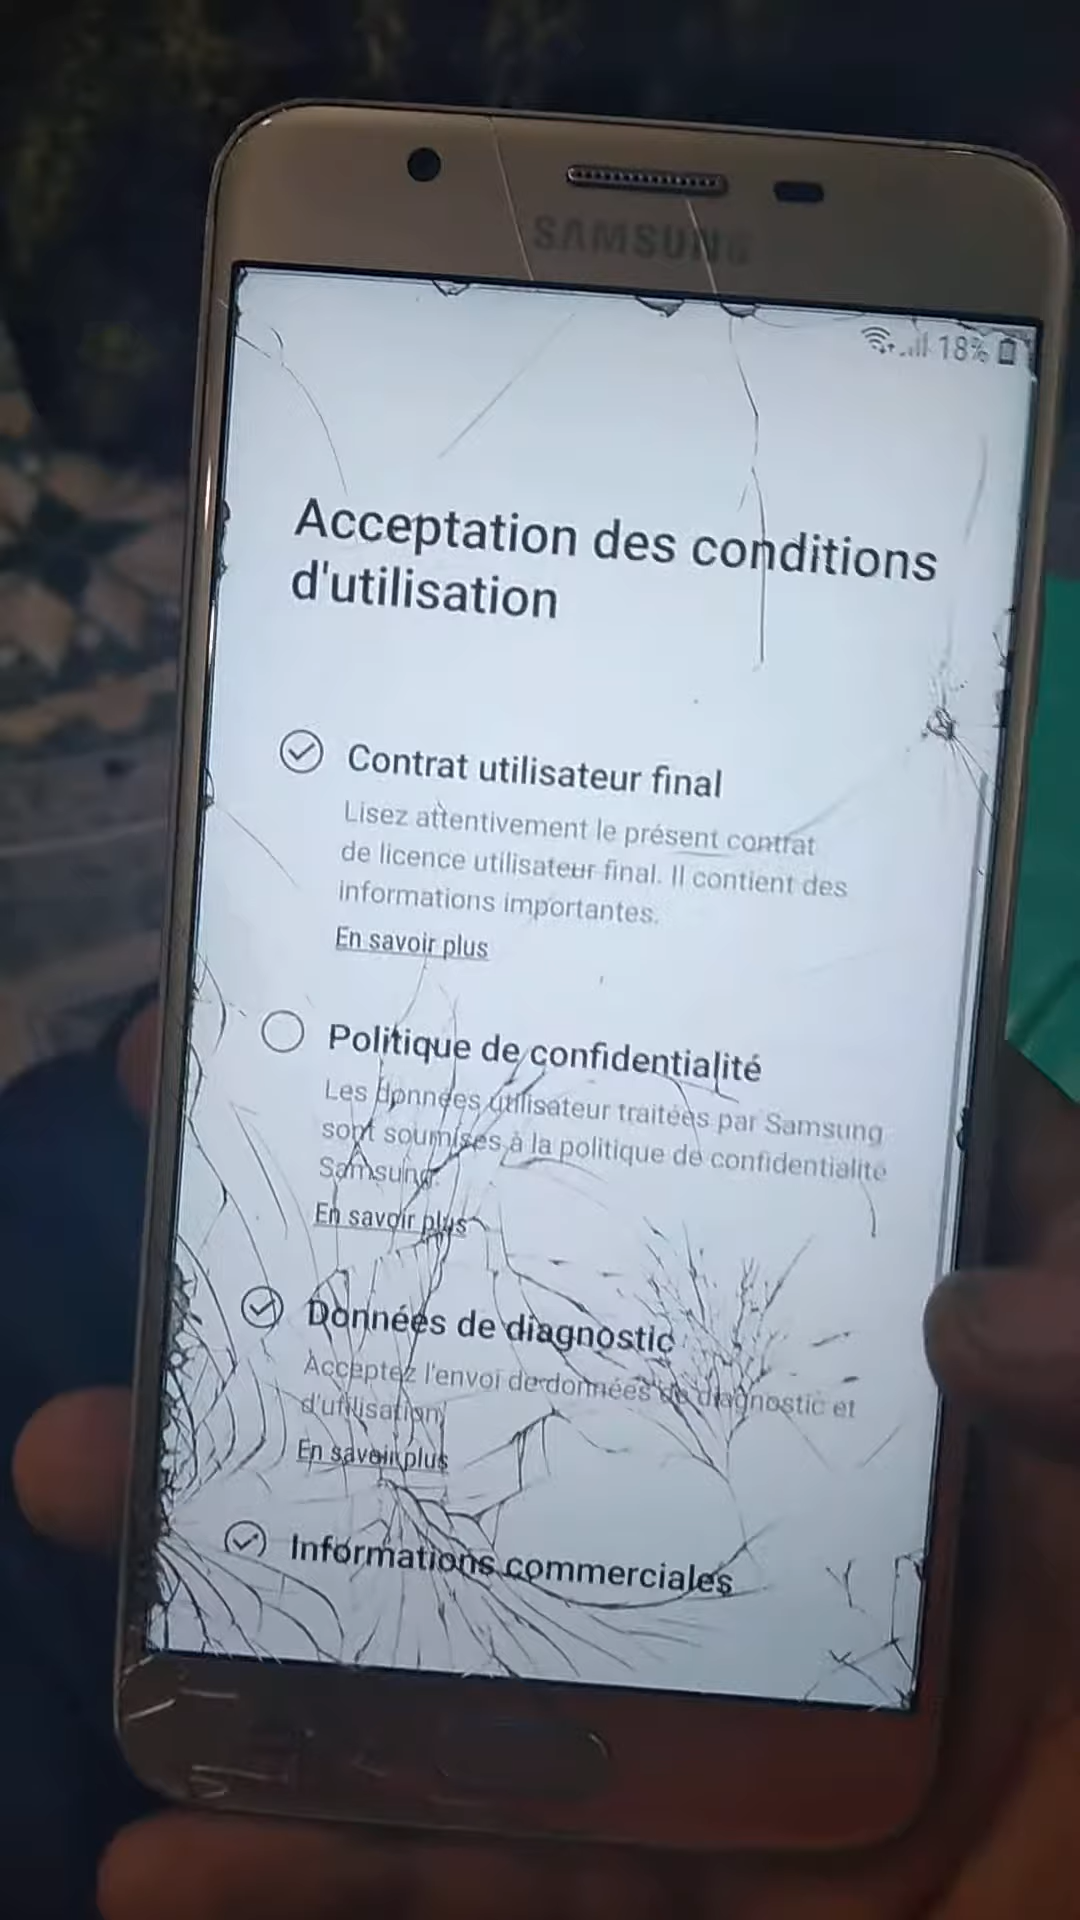 SAMSUNG
18%
Acceptation des conditions
d'utilisation
Contrat utilisateur final
Lisez attentivement le présent contrat
de licence utilisateur final. Il contient des
informations importantes.
En savoir plus
Politique de confidentialité
Les données utilisateur traitées par Samsung
sont soumises à la politique de confidentialité
Samsung.
En savoir plus
Données de diagnostic
Acceptez l'envoi de données de diagnostic et
d'utilisation
En savoir plus
Informations commerciales